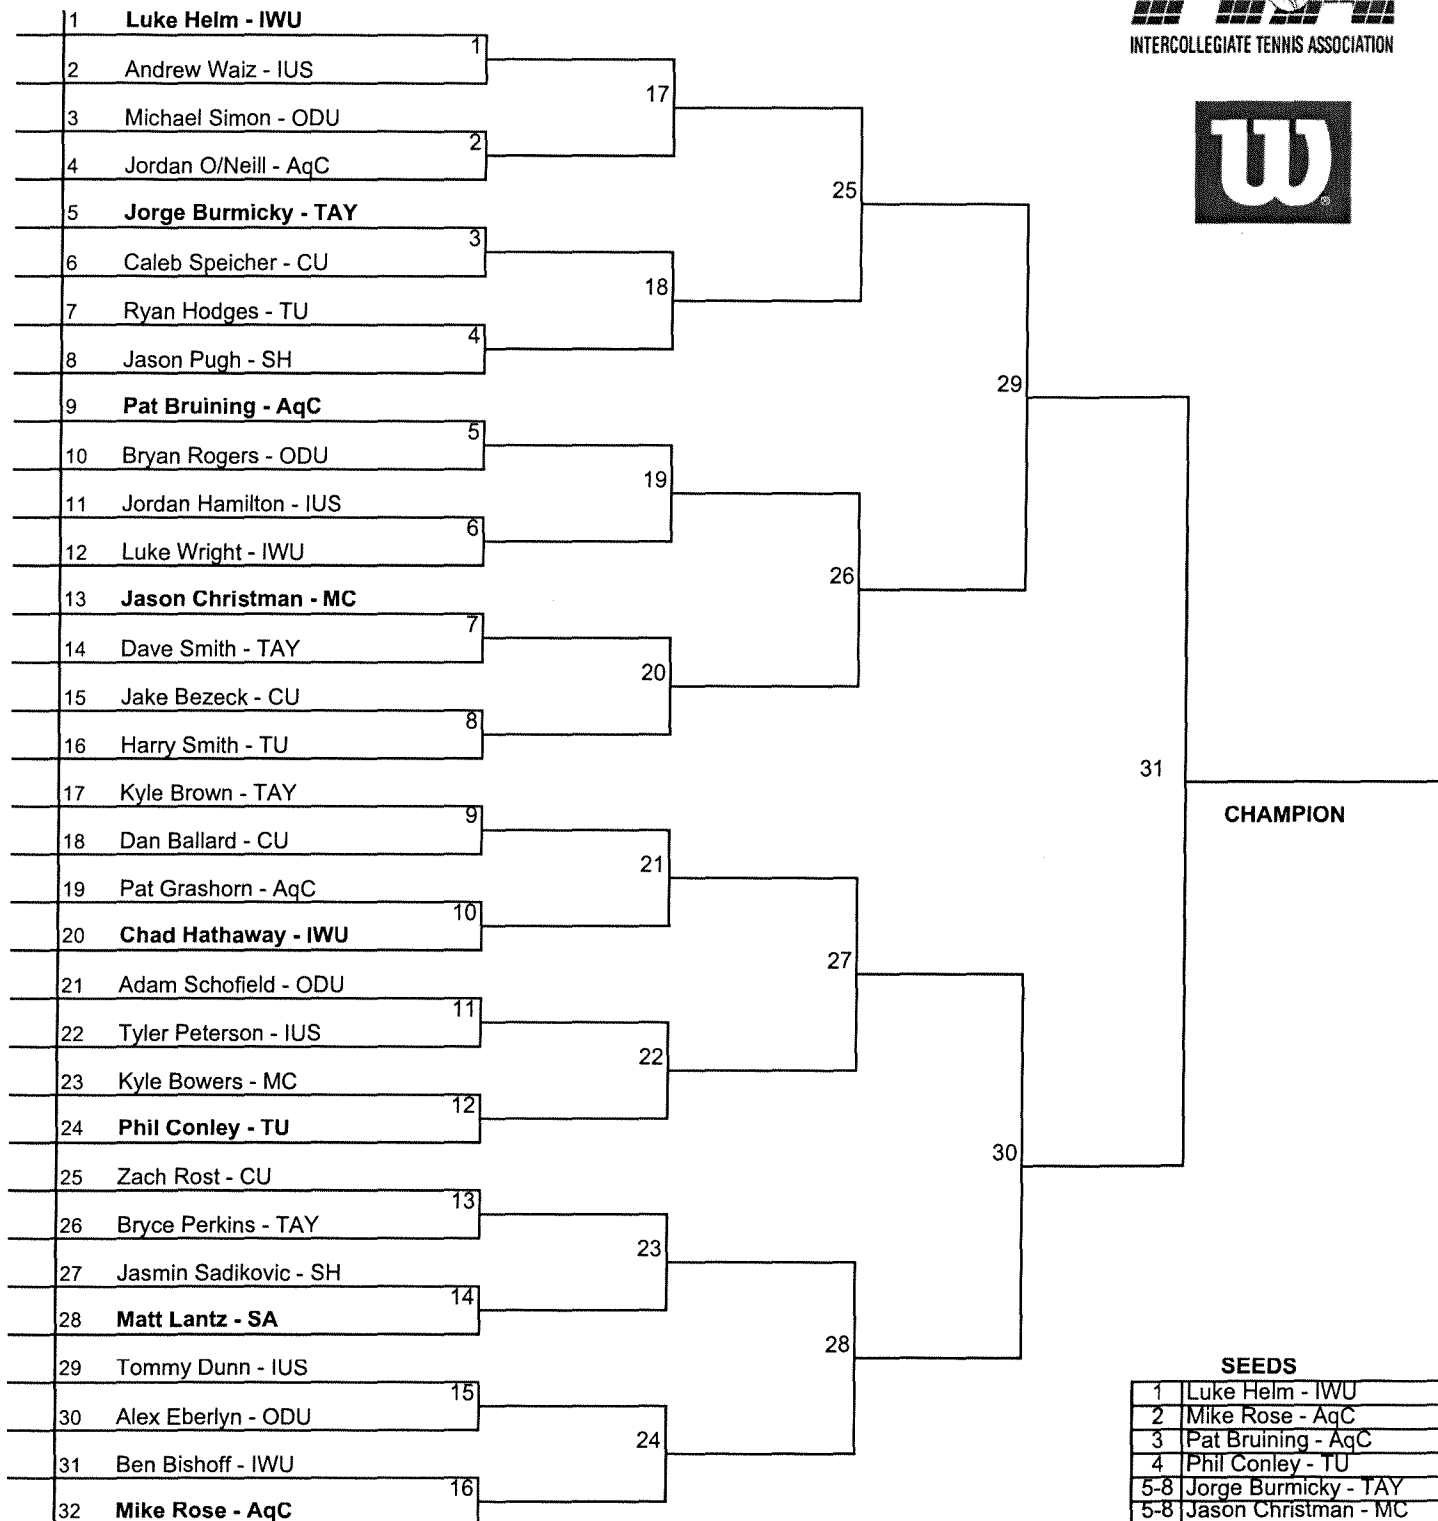 INTERCOLLEGIATE TENNIS ASSOCIATION
W
®
1 Luke Helm - IWU
1
2 Andrew Waiz - IUS
17
3 Michael Simon - ODU
2
4 Jordan O/Neill - AqC
25
5 Jorge Burmicky - TAY
3
6 Caleb Speicher - CU
18
7 Ryan Hodges - TU
4
8 Jason Pugh - SH
29
9 Pat Bruining - AqC
5
10 Bryan Rogers - ODU
19
11 Jordan Hamilton - IUS
6
12 Luke Wright - IWU
26
13 Jason Christman - MC
7
14 Dave Smith - TAY
20
15 Jake Bezeck - CU
8
16 Harry Smith - TU
31
17 Kyle Brown - TAY
CHAMPION
9
18 Dan Ballard - CU
21
19 Pat Grashorn - AqC
10
20 Chad Hathaway - IWU
27
21 Adam Schofield - ODU
11
22 Tyler Peterson - IUS
22
23 Kyle Bowers - MC
12
24 Phil Conley - TU
30
25 Zach Rost - CU
13
26 Bryce Perkins - TAY
23
27 Jasmin Sadikovic - SH
14
28 Matt Lantz - SA
28
29 Tommy Dunn - IUS
15
30 Alex Eberlyn - ODU
24
31 Ben Bishoff - IWU
16
32 Mike Rose - AqC
SEEDS
1 Luke Helm - IWU
2 Mike Rose - AqC
3 Pat Bruining - AqC
4 Phil Conley - TU
5-8 Jorge Burmicky - TAY
5-8 Jason Christman - MC